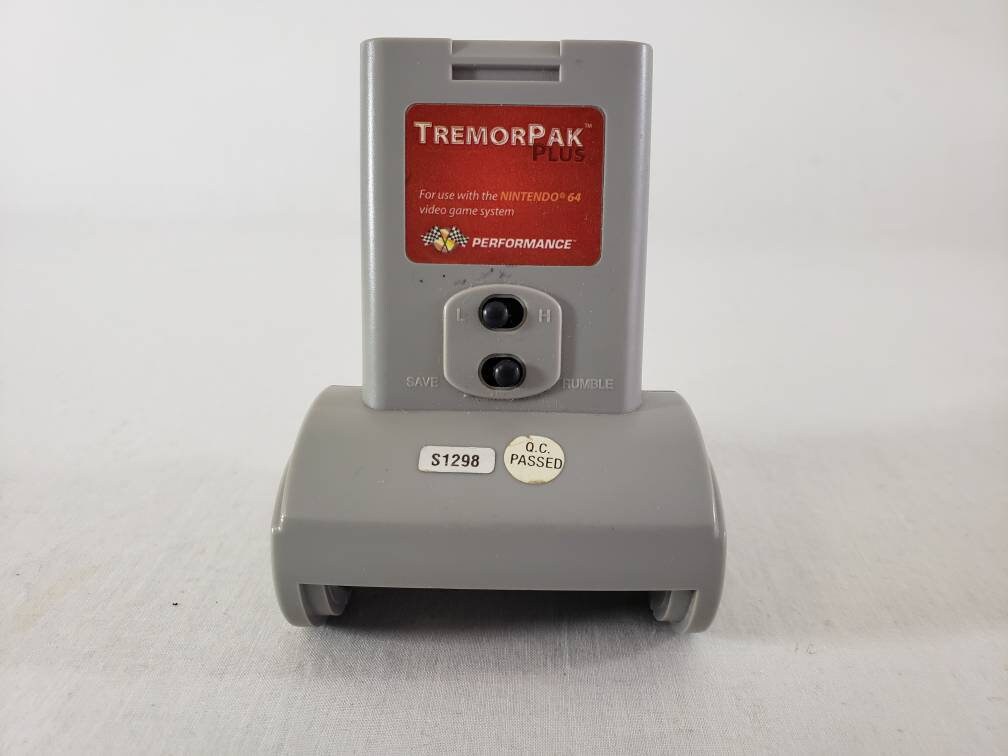 TREMORPAK™
PLUS
For use with the NINTENDO® 64
video game system
PERFORMANCE™
L H
SAVE RUMBLE
S1298
Q.C.
PASSED